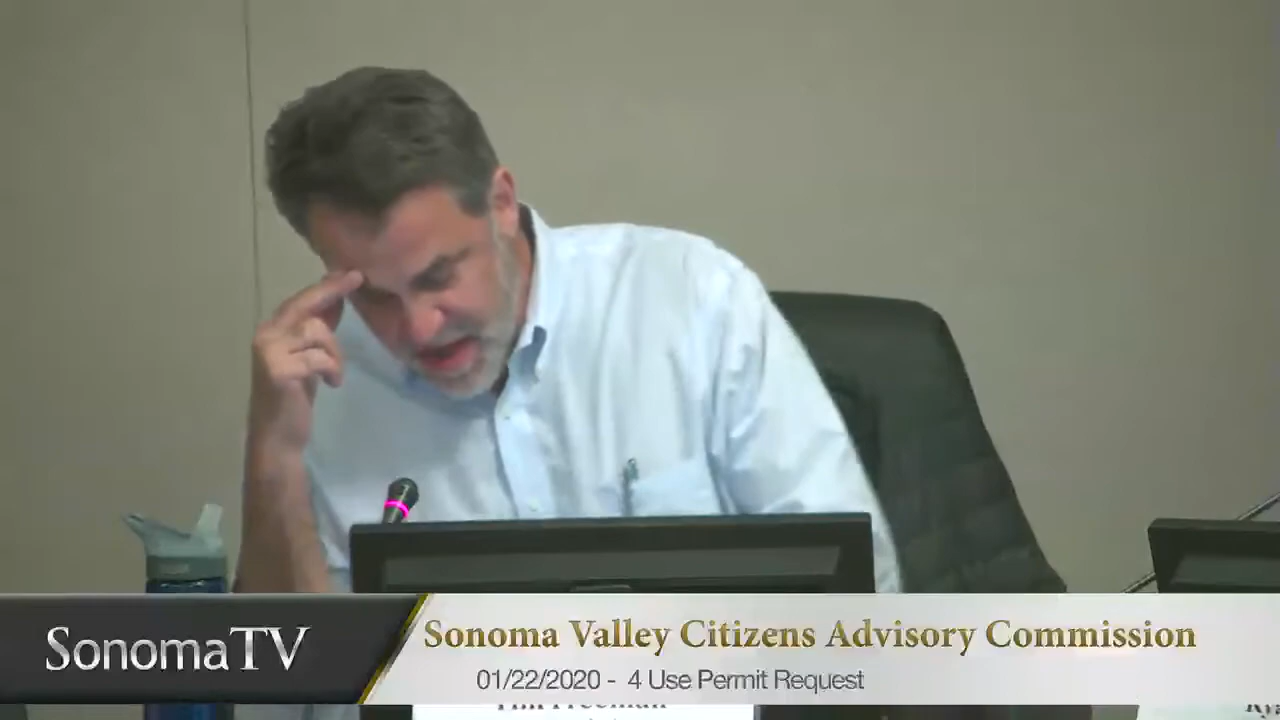 SonomaTV
Sonoma Valley Citizens Advisory Commission
01/22/2020 - 4 Use Permit Request